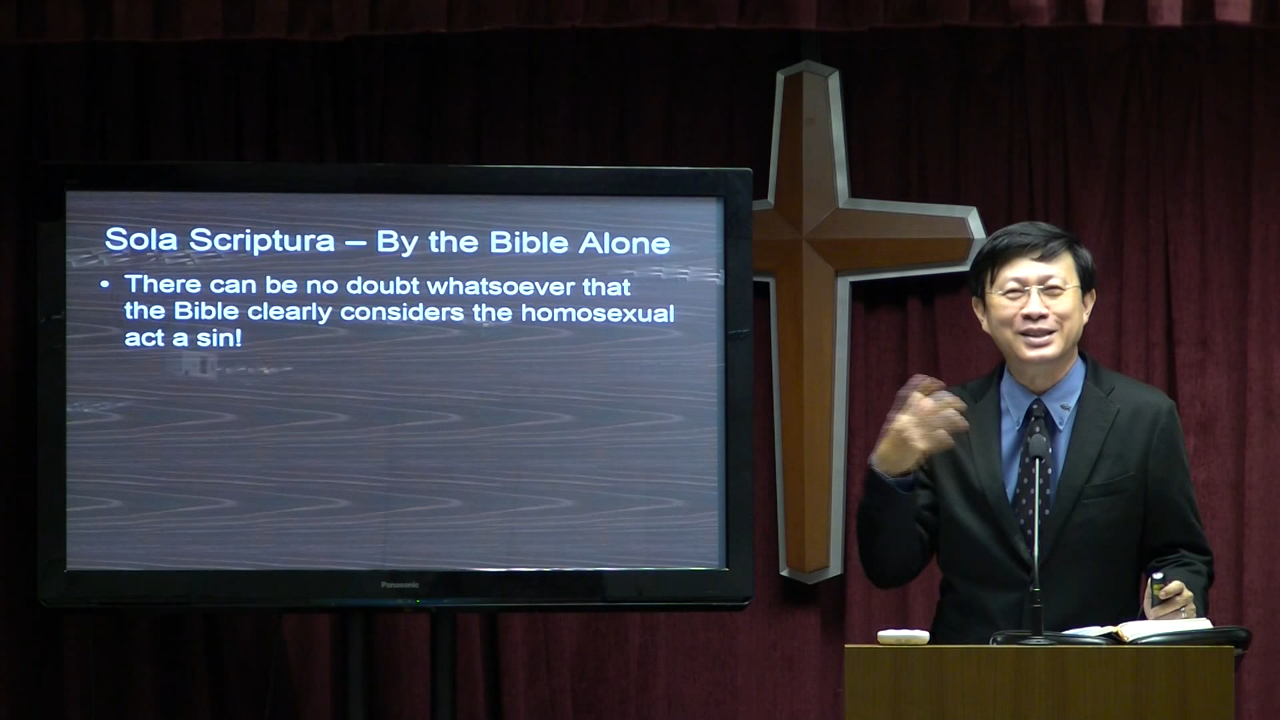 Sola Scriptura – By the Bible Alone
• There can be no doubt whatsoever that
the Bible clearly considers the homosexual
act a sin!
Panasonic